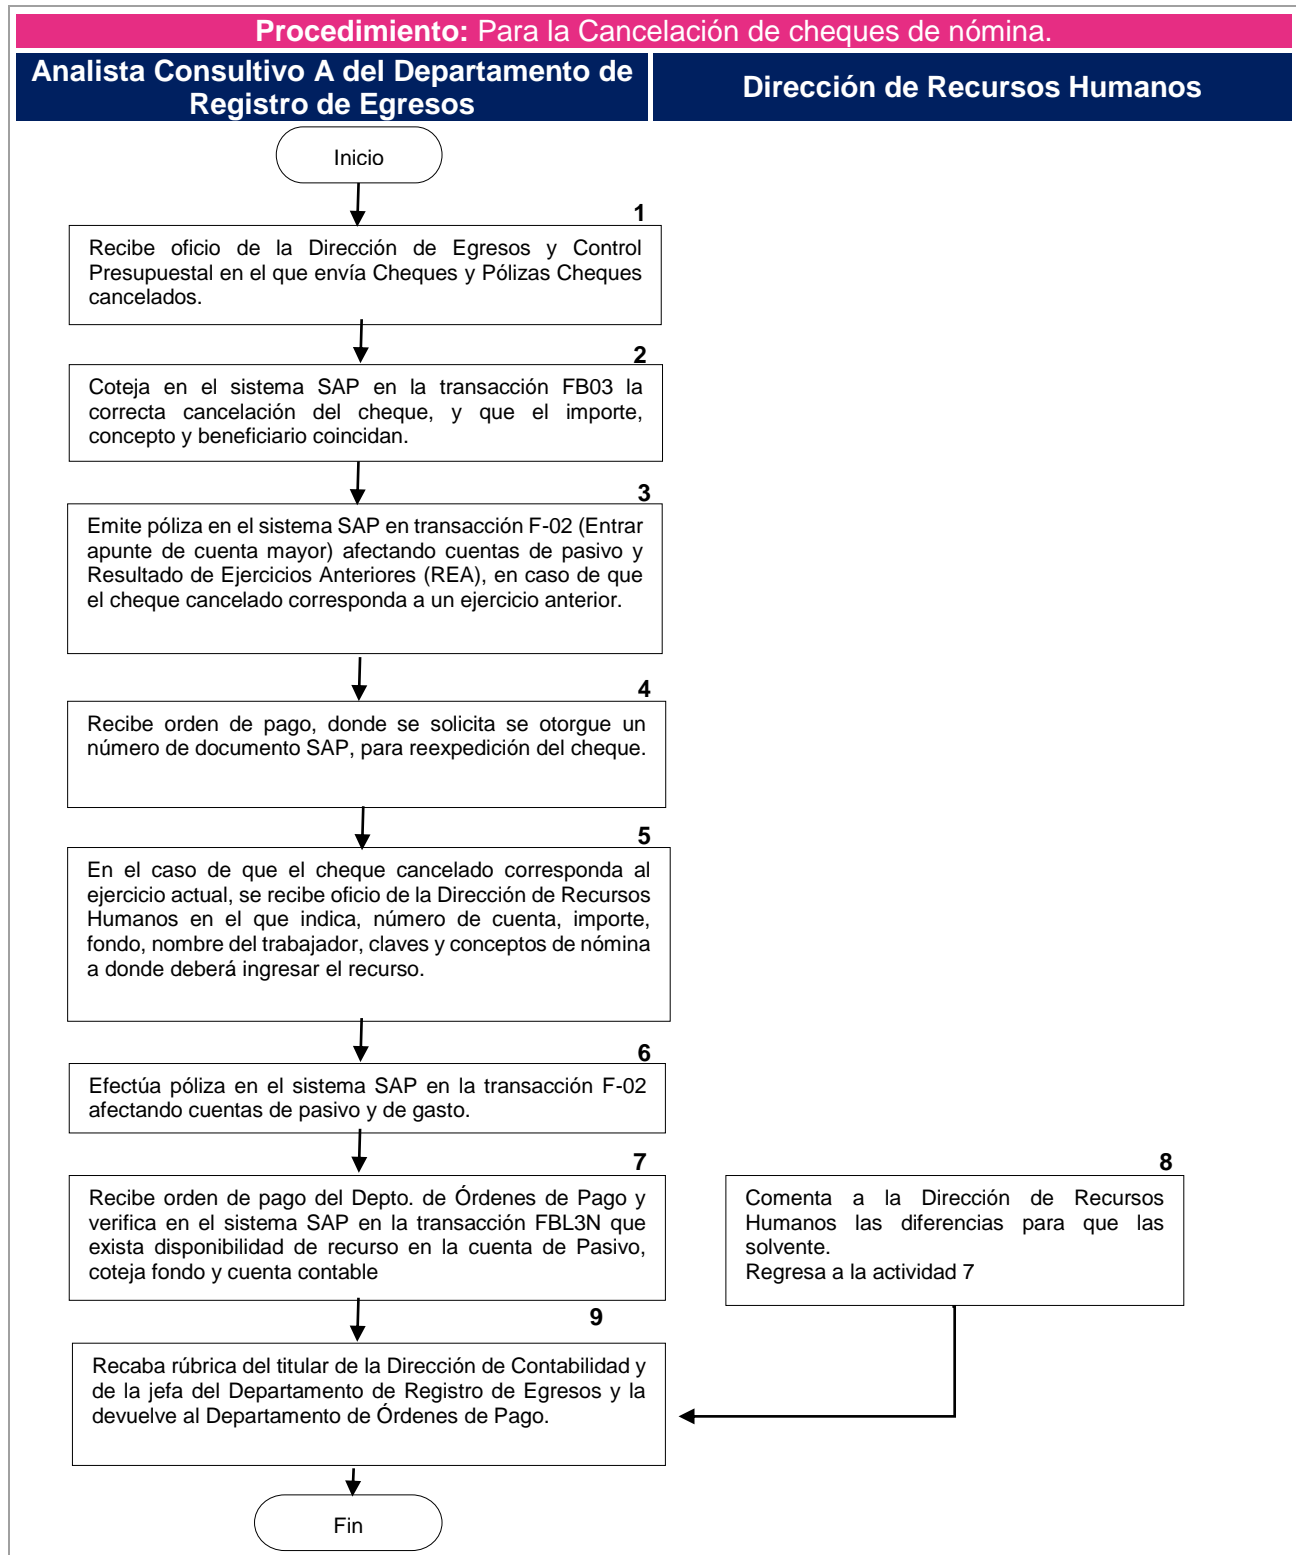 Procedimiento: Para la Cancelación de cheques de nómina.
Analista Consultivo A del Departamento de
Registro de Egresos
Dirección de Recursos Humanos
Inicio
1
Recibe oficio de la Dirección de Egresos y Control
Presupuestal en el que envía Cheques y Pólizas Cheques
cancelados.
2
Coteja en el sistema SAP en la transacción FB03 la
correcta cancelación del cheque, y que el importe,
concepto y beneficiario coincidan.
3
Emite póliza en el sistema SAP en transacción F-02 (Entrar
apunte de cuenta mayor) afectando cuentas de pasivo y
Resultado de Ejercicios Anteriores (REA), en caso de que
el cheque cancelado corresponda a un ejercicio anterior.
4
Recibe orden de pago, donde se solicita se otorgue un
número de documento SAP, para reexpedición del cheque.
5
En el caso de que el cheque cancelado corresponda al
ejercicio actual, se recibe oficio de la Dirección de Recursos
Humanos en el que indica, número de cuenta, importe,
fondo, nombre del trabajador, claves y conceptos de nómina
a donde deberá ingresar el recurso.
6
Efectúa póliza en el sistema SAP en la transacción F-02
afectando cuentas de pasivo y de gasto.
7
Recibe orden de pago del Depto. de Órdenes de Pago y
verifica en el sistema SAP en la transacción FBL3N que
exista disponibilidad de recurso en la cuenta de Pasivo,
coteja fondo y cuenta contable
8
Comenta a la Dirección de Recursos
Humanos las diferencias para que las
solvente.
Regresa a la actividad 7
9
Recaba rúbrica del titular de la Dirección de Contabilidad y
de la jefa del Departamento de Registro de Egresos y la
devuelve al Departamento de Órdenes de Pago.
Fin